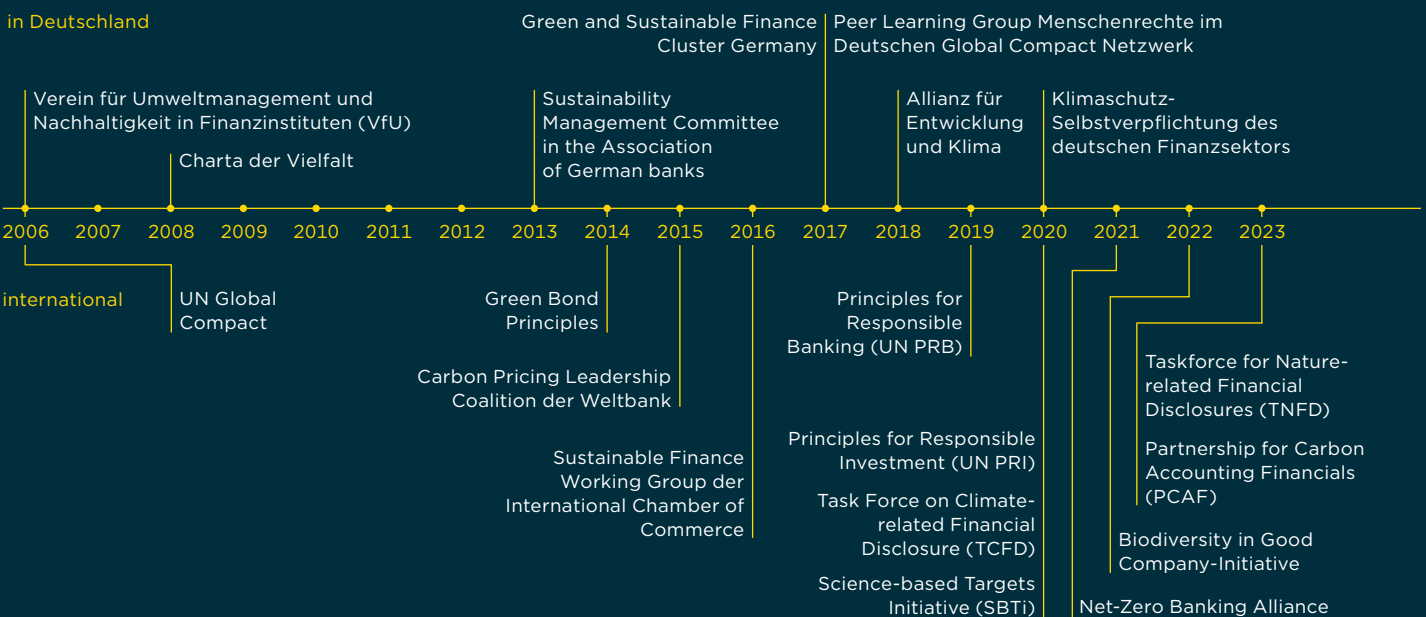 in Deutschland
Green and Sustainable Finance
Cluster Germany
Peer Learning Group Menschenrechte im
Deutschen Global Compact Netzwerk
Verein für Umweltmanagement und
Nachhaltigkeit in Finanzinstituten (VfU)
Charta der Vielfalt
Sustainability
Management Committee
in the Association
of German banks
Allianz für
Entwicklung
und Klima
Klimaschutz-
Selbstverpflichtung des
deutschen Finanzsektors
2006 2007 2008 2009 2010 2011 2012 2013 2014 2015 2016 2017 2018 2019 2020 2021 2022 2023
international
UN Global
Compact
Green Bond
Principles
Carbon Pricing Leadership
Coalition der Weltbank
Sustainable Finance
Working Group der
International Chamber of
Commerce
Principles for
Responsible
Banking (UN PRB)
Principles for Responsible
Investment (UN PRI)
Task Force on Climate-
related Financial
Disclosure (TCFD)
Science-based Targets
Initiative (SBTi)
Net-Zero Banking Alliance
Biodiversity in Good
Company-Initiative
Taskforce for Nature-
related Financial
Disclosures (TNFD)
Partnership for Carbon
Accounting Financials
(PCAF)